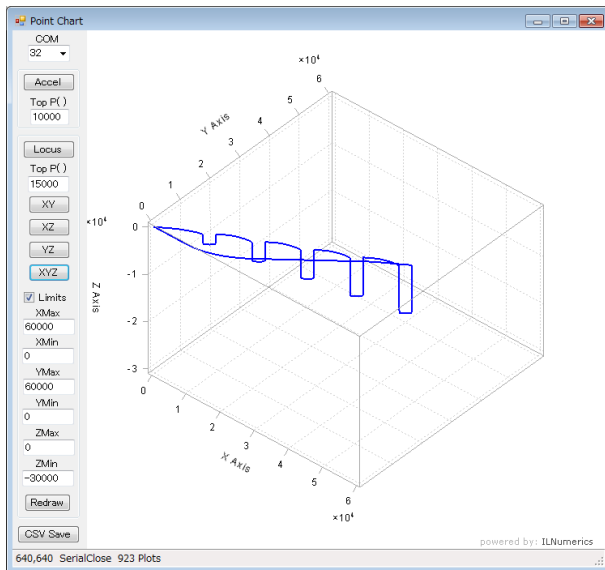 Point Chart
COM
32
Accel
Top P( )
10000
Locus
Top P( )
15000
XY
XZ
YZ
XYZ
Limits
XMax
60000
XMin
0
YMax
60000
YMin
0
ZMax
0
ZMin
-30000
Redraw
CSV Save
×10⁴
6
5
4
3
2
1
0
Y Axis
×10⁴
0
-1
-2
-3
Z Axis
0
1
2
3
4
5
6
X Axis
×10⁴
powered by: ILNumerics
640,640 SerialClose 923 Plots